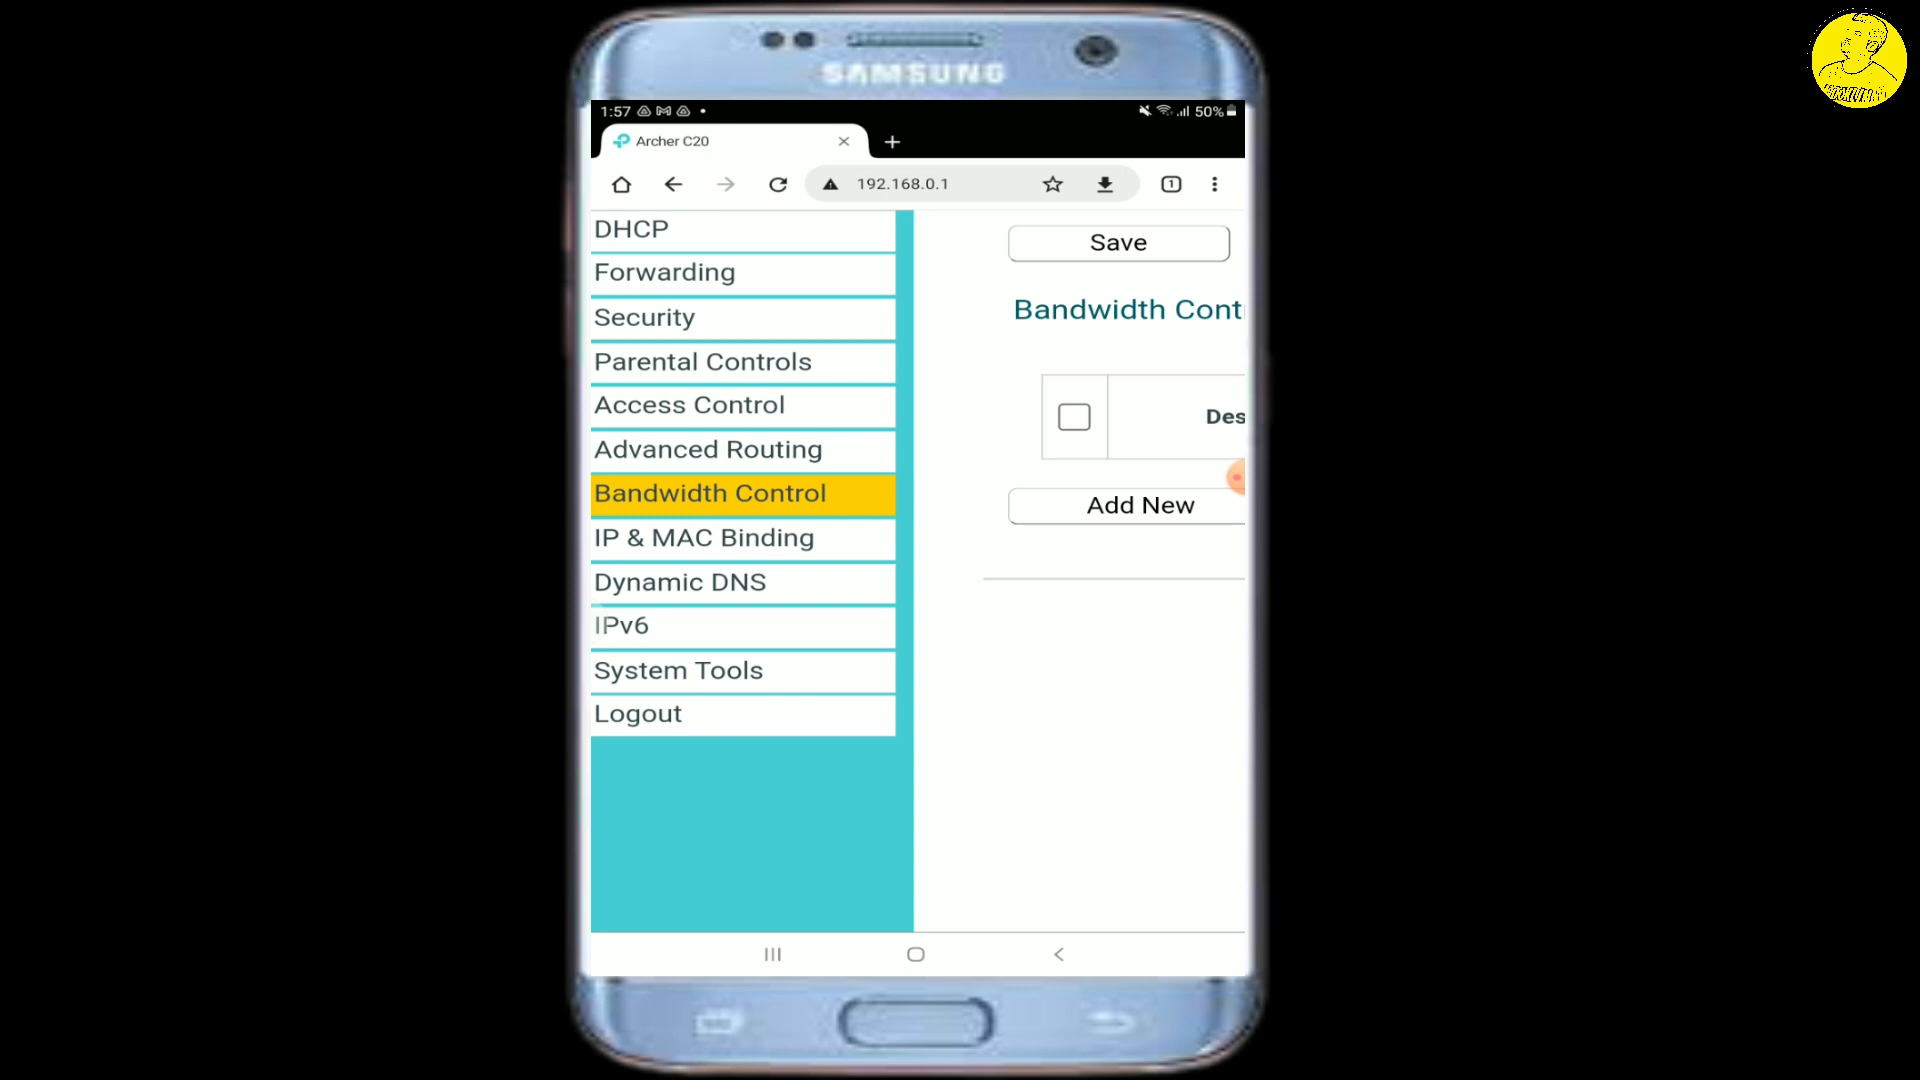 SAMSUNG
1:57
50%
Archer C20
192.168.0.1
1
DHCP
Forwarding
Security
Parental Controls
Access Control
Advanced Routing
Bandwidth Control
IP & MAC Binding
Dynamic DNS
IPv6
System Tools
Logout
Save
Bandwidth Cont
Des
Add New